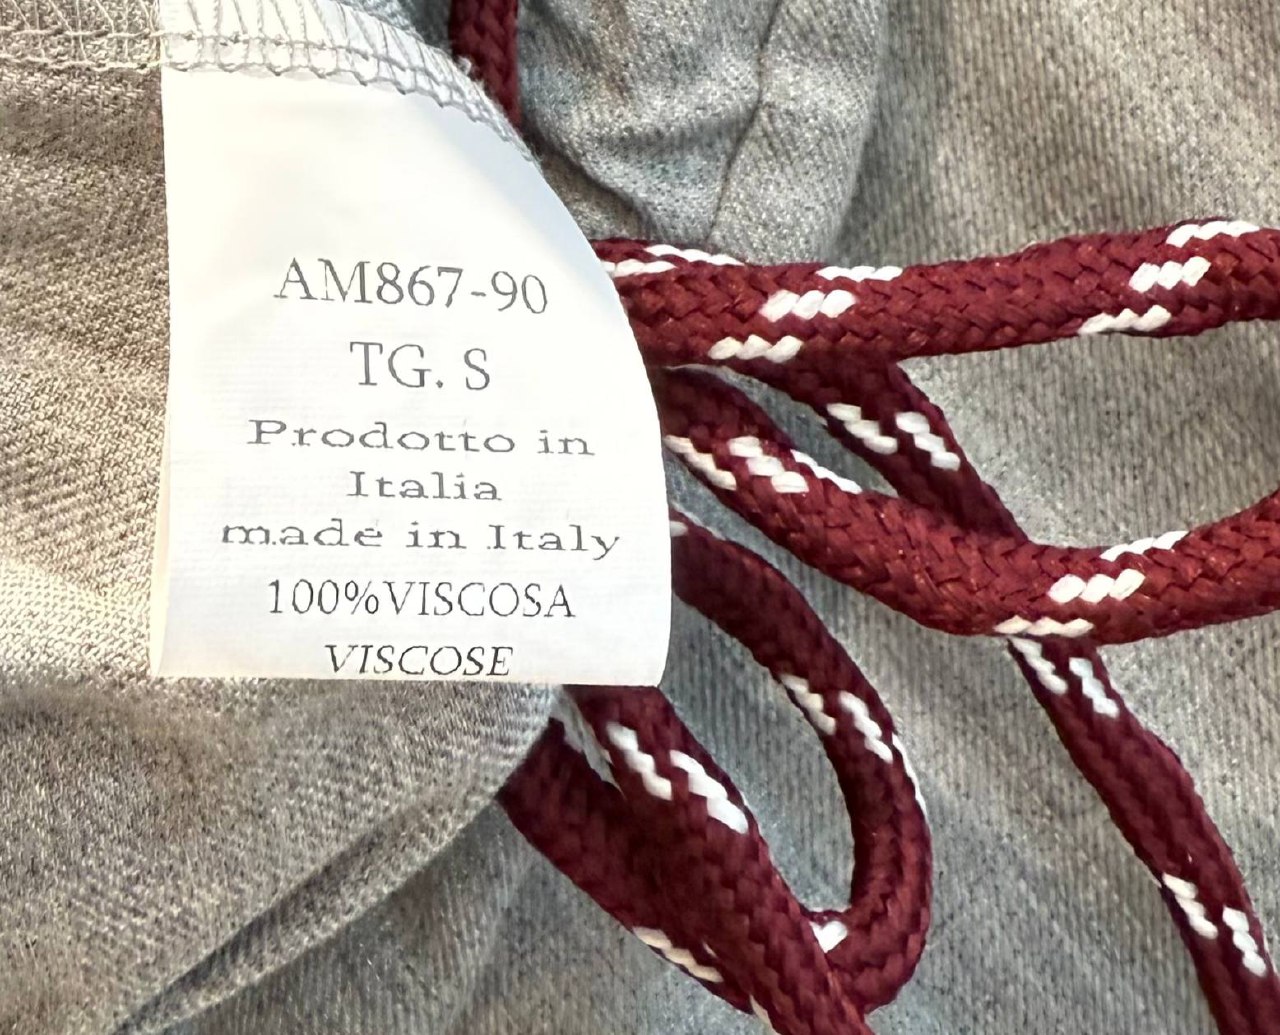 AM867-90
TG. S
Prodotto in
Italia
made in Italy
100%VISCOSA
VISCOSE